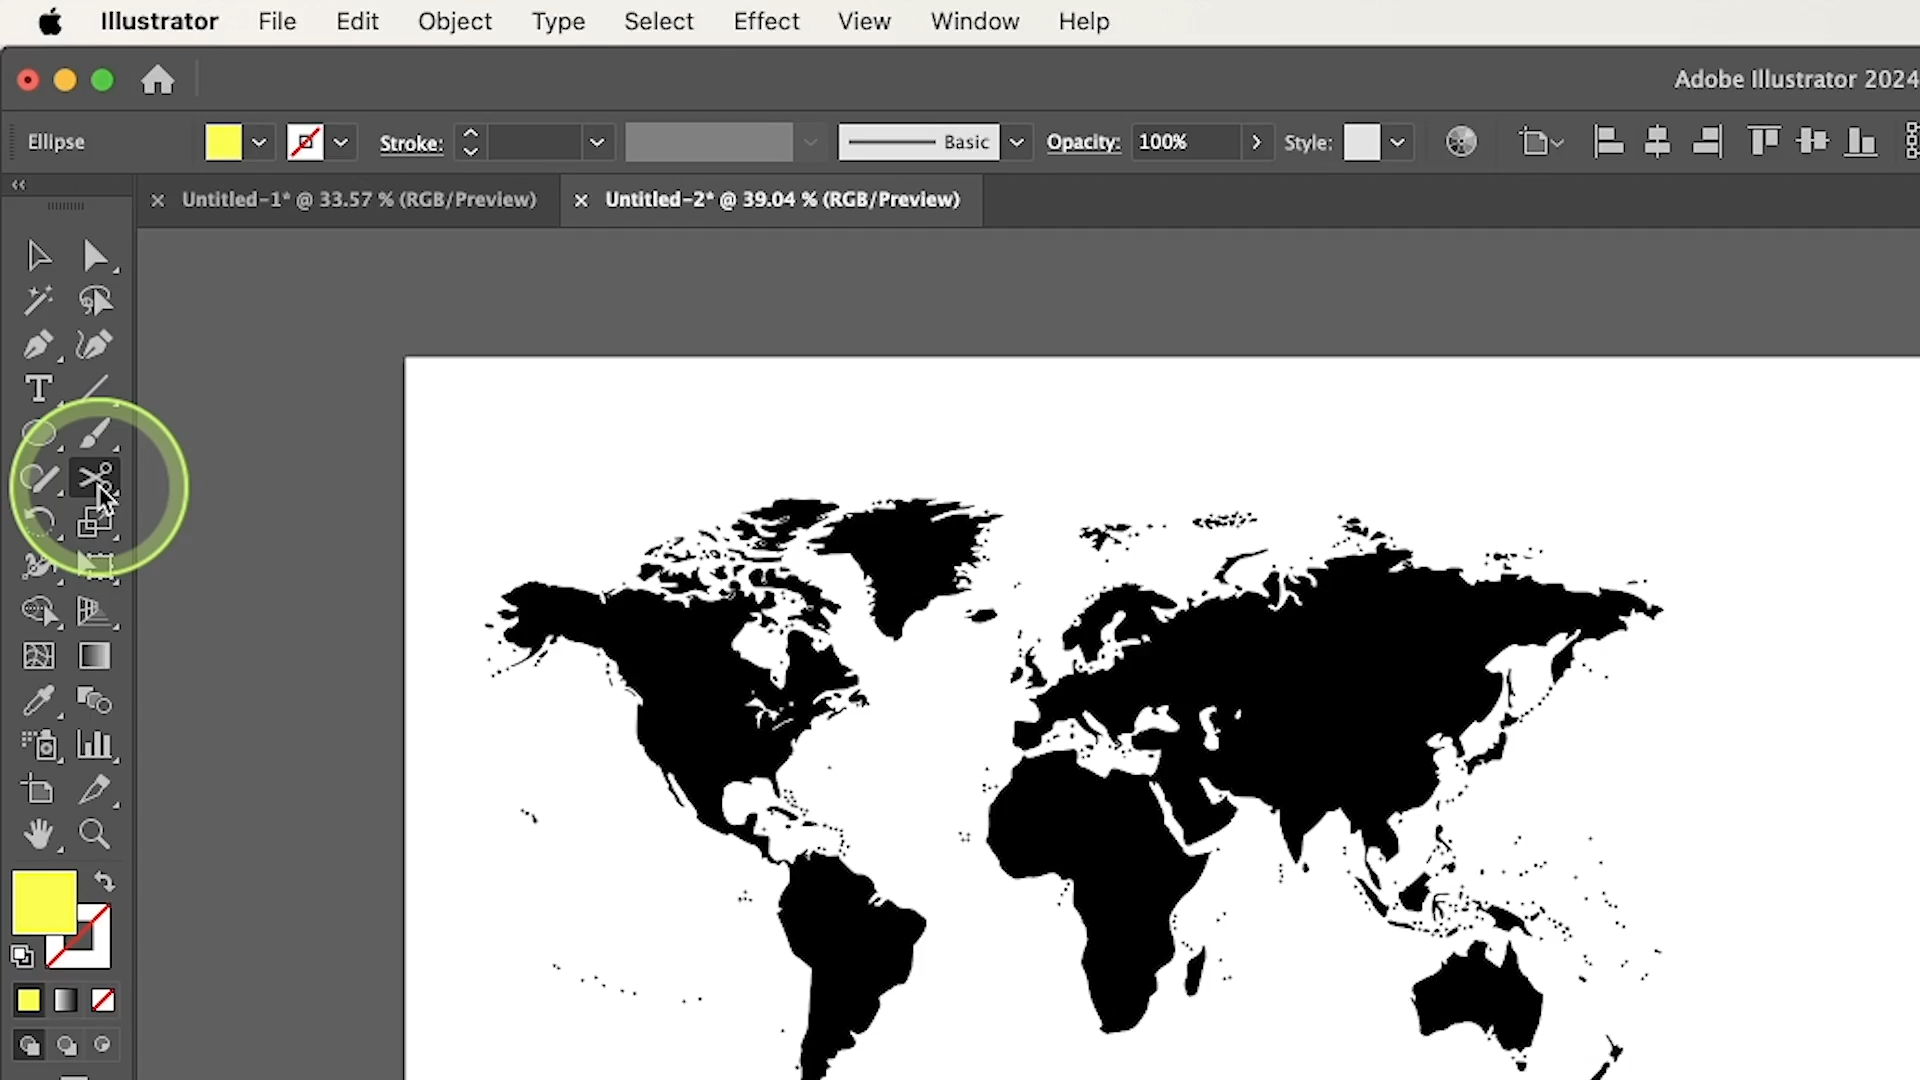 Illustrator File Edit Object Type Select Effect View Window Help
Adobe Illustrator 2024
Ellipse Stroke: Basic Opacity: 100% Style:
Untitled-1* @ 33.57 % (RGB/Preview) Untitled-2* @ 39.04 % (RGB/Preview)